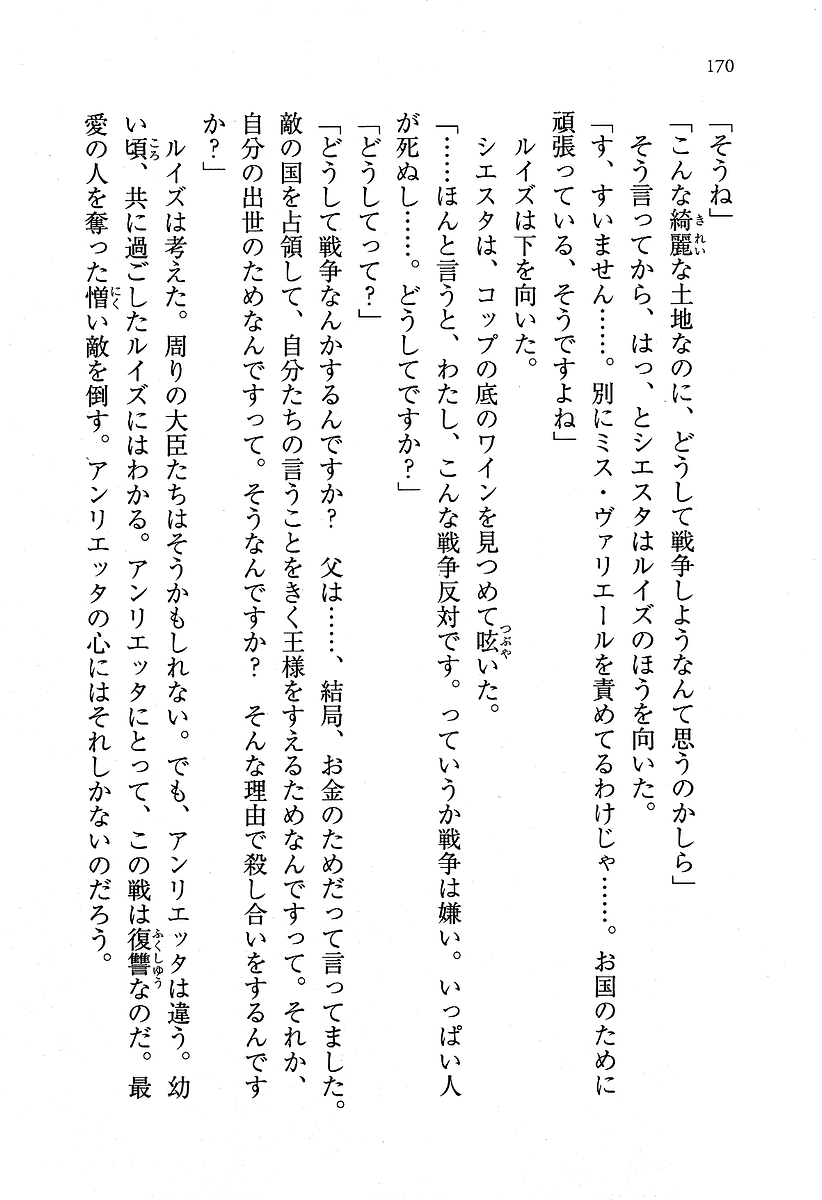 170
「そうね」
「こんな綺麗な土地なのに、どうして戦争しようなんて思うのかしら」
そう言ってから、はっ、とシエスタはルイズのほうを向いた。
「す、すいません……。別にミス・ヴァリエールを責めてるわけじゃ……。お国のために
頑張っている、そうですよね」
ルイズは下を向いた。
シエスタは、コップの底のワインを見つめて呟いた。
「……ほんと言うと、わたし、こんな戦争反対です。っていうか戦争は嫌い。いっぱい人
が死ぬし……。どうしてですか？」
「どうしてって？」
「どうして戦争なんかするんですか？　父は……、結局、お金のためだって言ってました。
敵の国を占領して、自分たちの言うことをきく王様をすえるためなんですって。それか、
自分の出世のためなんですって。そうなんですか？　そんな理由で殺し合いをするんです
か？」
ルイズは考えた。周りの大臣たちはそうかもしれない。でも、アンリエッタは違う。幼
い頃、共に過ごしたルイズにはわかる。アンリエッタにとって、この戦は復讐なのだ。最
愛の人を奪った憎い敵を倒す。アンリエッタの心にはそれしかないのだろう。